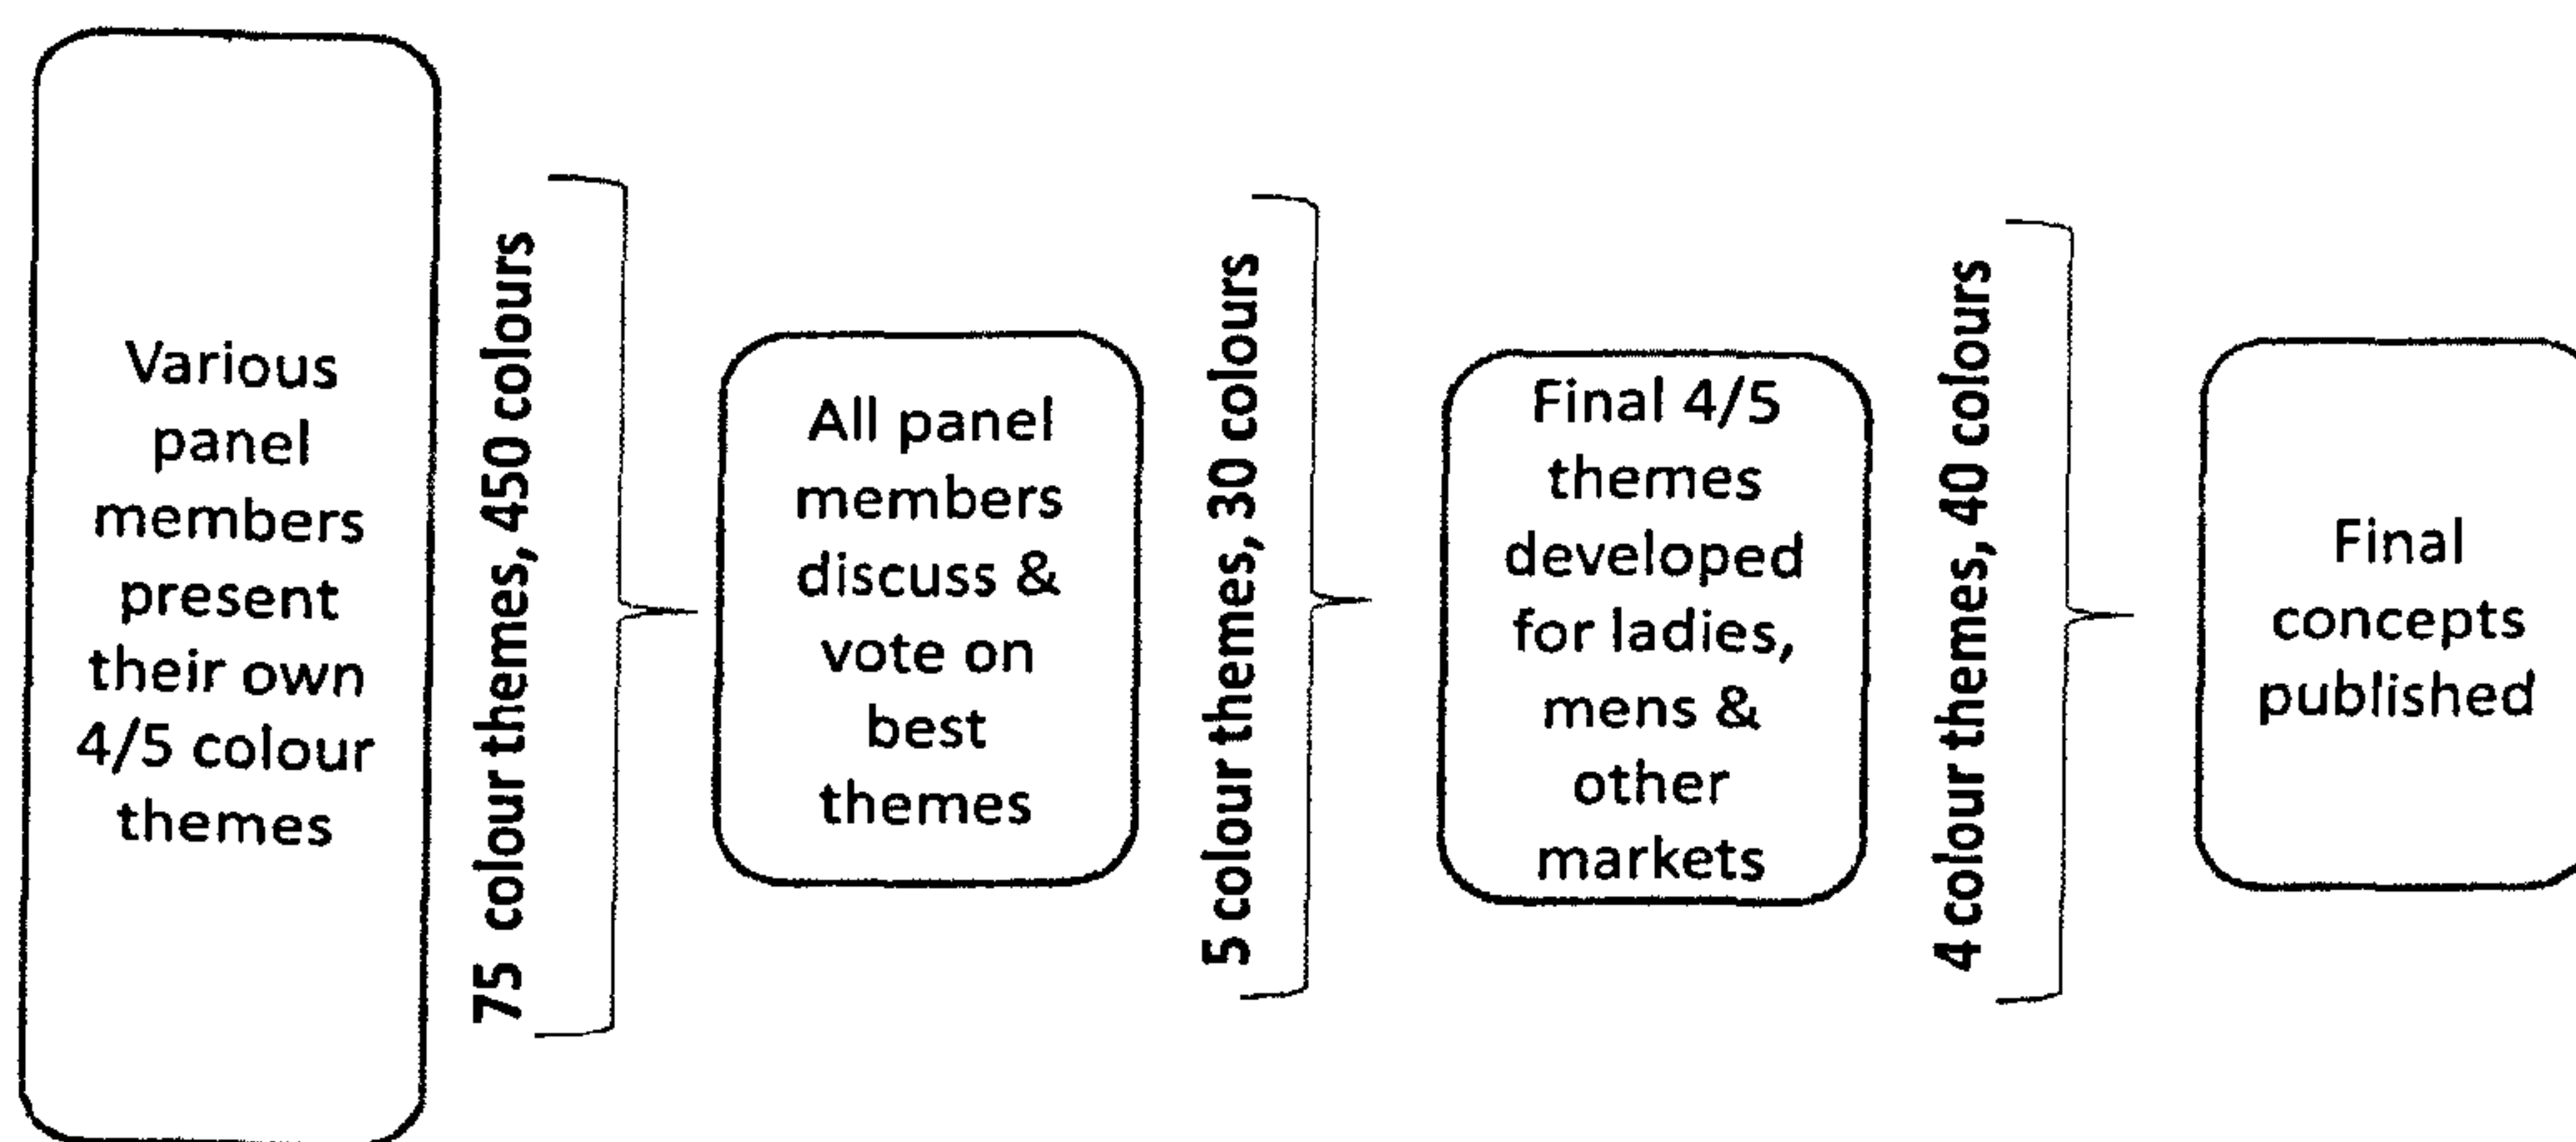 Various
panel
members
present
their own
4/5 colour
themes
75 colour themes, 450 colours
All panel
members
discuss &
vote on
best
themes
5 colour themes, 30 colours
Final 4/5
themes
developed
for ladies,
mens &
other
markets
4 colour themes, 40 colours
Final
concepts
published